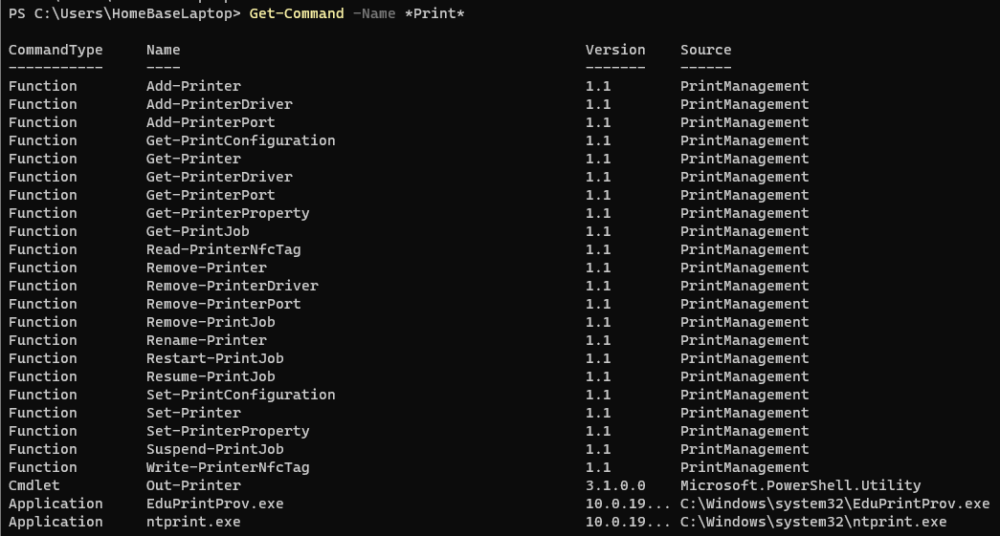 PS C:\Users\HomeBaseLaptop> Get-Command -Name *Print*
CommandType Name Version Source
----------- ---- ------- ------
Function Add-Printer 1.1 PrintManagement
Function Add-PrinterDriver 1.1 PrintManagement
Function Add-PrinterPort 1.1 PrintManagement
Function Get-PrintConfiguration 1.1 PrintManagement
Function Get-Printer 1.1 PrintManagement
Function Get-PrinterDriver 1.1 PrintManagement
Function Get-PrinterPort 1.1 PrintManagement
Function Get-PrinterProperty 1.1 PrintManagement
Function Get-PrintJob 1.1 PrintManagement
Function Read-PrinterNfcTag 1.1 PrintManagement
Function Remove-Printer 1.1 PrintManagement
Function Remove-PrinterDriver 1.1 PrintManagement
Function Remove-PrinterPort 1.1 PrintManagement
Function Remove-PrintJob 1.1 PrintManagement
Function Rename-Printer 1.1 PrintManagement
Function Restart-PrintJob 1.1 PrintManagement
Function Resume-PrintJob 1.1 PrintManagement
Function Set-PrintConfiguration 1.1 PrintManagement
Function Set-Printer 1.1 PrintManagement
Function Set-PrinterProperty 1.1 PrintManagement
Function Suspend-PrintJob 1.1 PrintManagement
Function Write-PrinterNfcTag 1.1 PrintManagement
Cmdlet Out-Printer 3.1.0.0 Microsoft.PowerShell.Utility
Application EduPrintProv.exe 10.0.19... C:\Windows\system32\EduPrintProv.exe
Application ntprint.exe 10.0.19... C:\Windows\system32\ntprint.exe